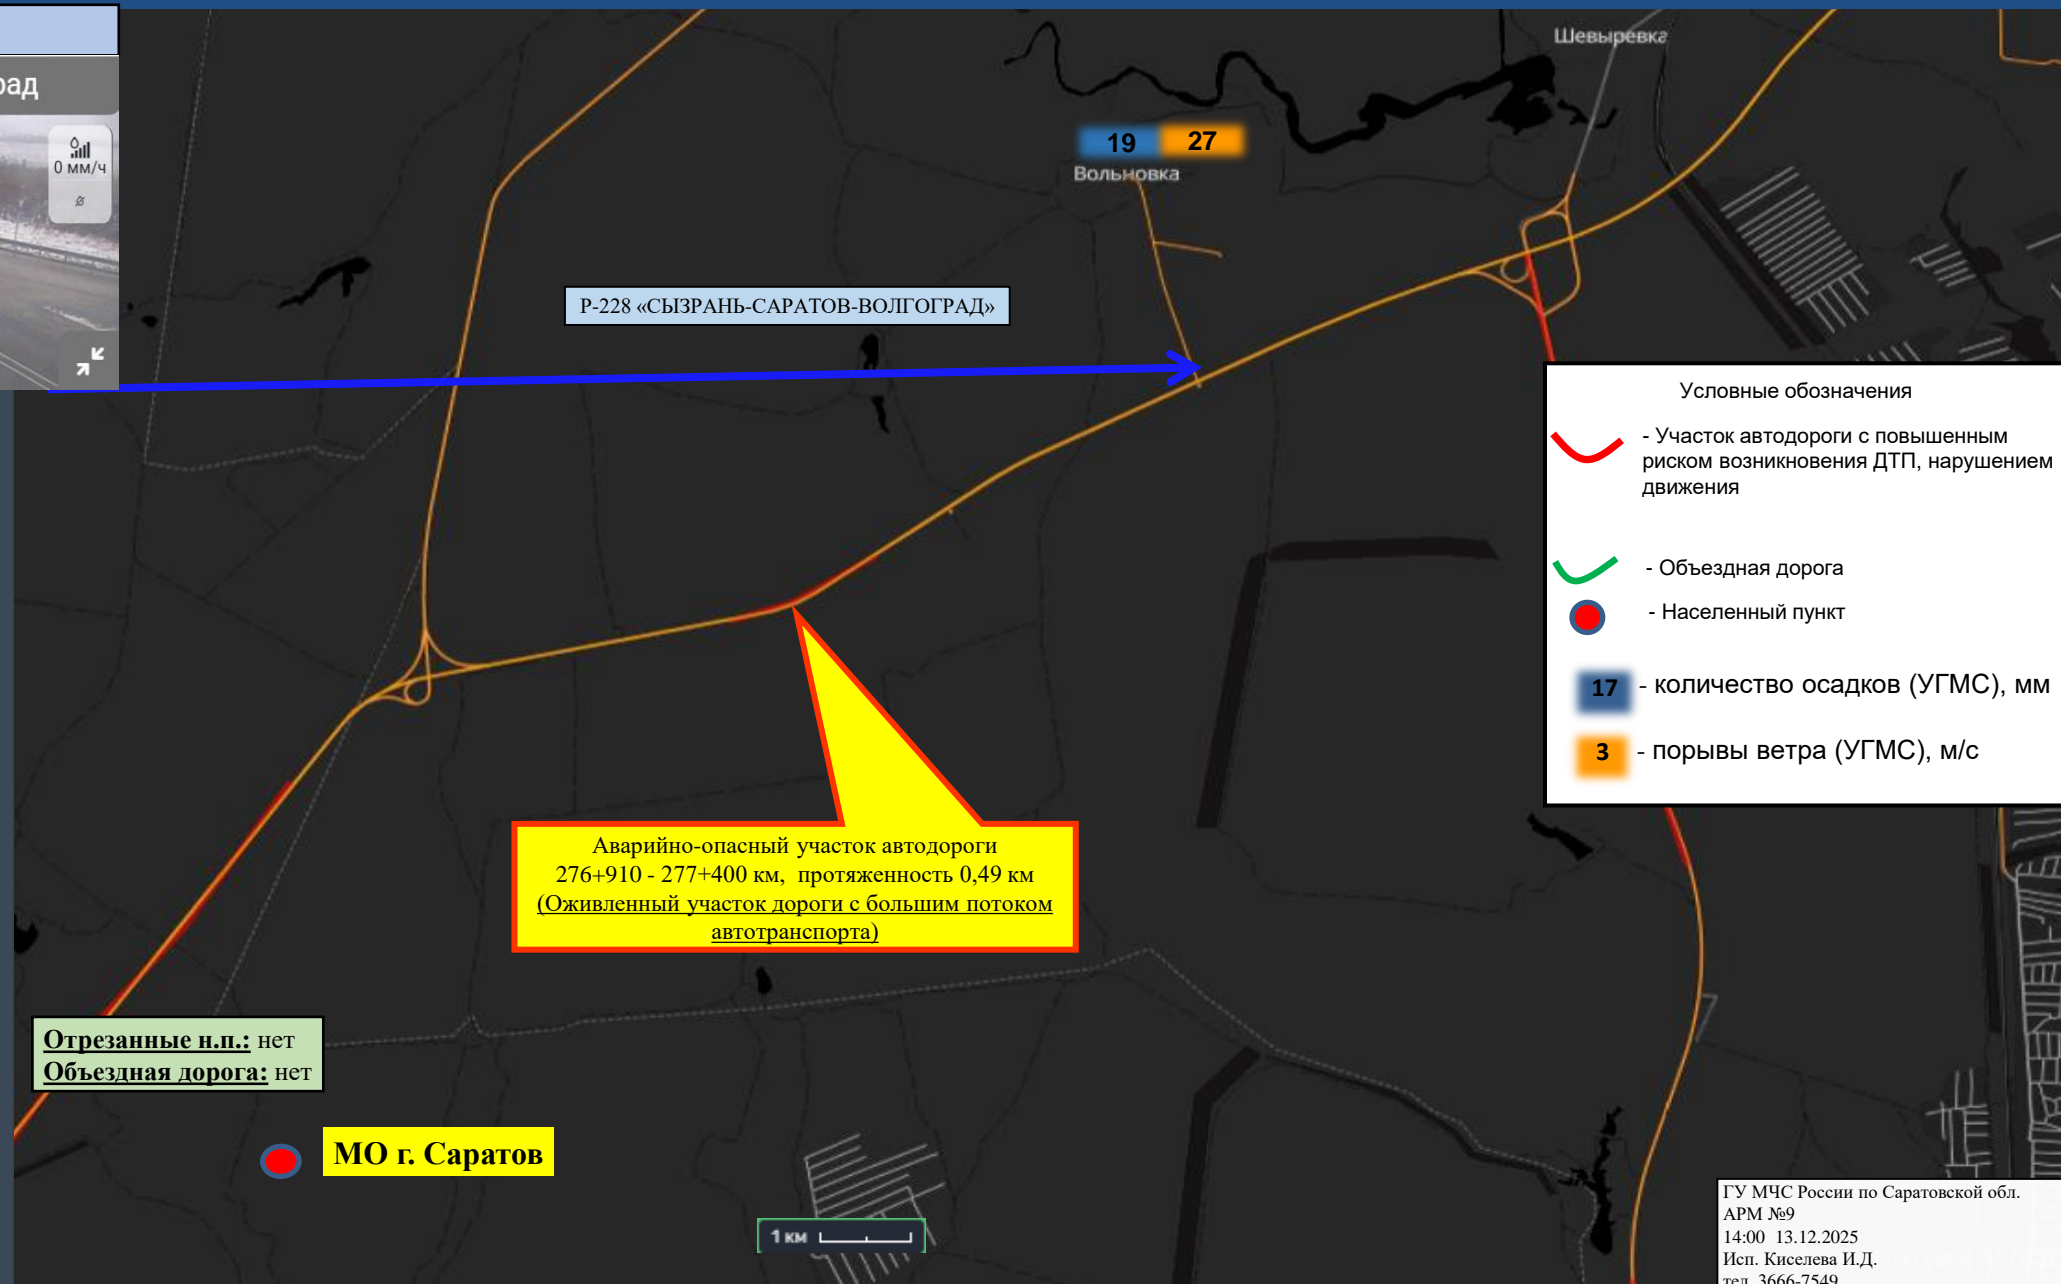 рад
0 мм/ч
Шевыревка
19 27
Вольновка
Р-228 «СЫЗРАНЬ-САРАТОВ-ВОЛГОГРАД»
Условные обозначения
- Участок автодороги с повышенным
риском возникновения ДТП, нарушением
движения
- Объездная дорога
- Населенный пункт
17 - количество осадков (УГМС), мм
3 - порывы ветра (УГМС), м/с
Аварийно-опасный участок автодороги
276+910 - 277+400 км, протяженность 0,49 км
(Оживленный участок дороги с большим потоком
автотранспорта)
Отрезанные н.п.: нет
Объездная дорога: нет
МО г. Саратов
1 км
ГУ МЧС России по Саратовской обл.
АРМ №9
14:00 13.12.2025
Исп. Киселева И.Д.
тел. 3666-7549